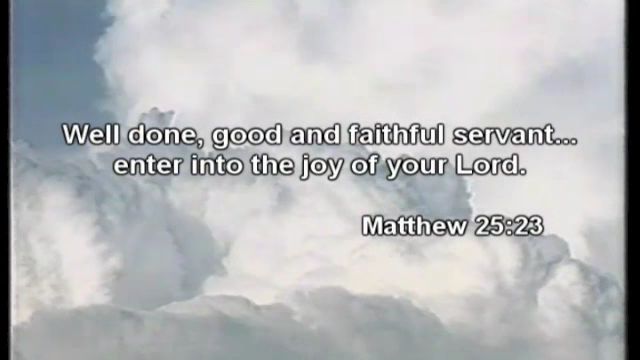 Well done, good and faithful servant...
enter into the joy of your Lord.
Matthew 25:23